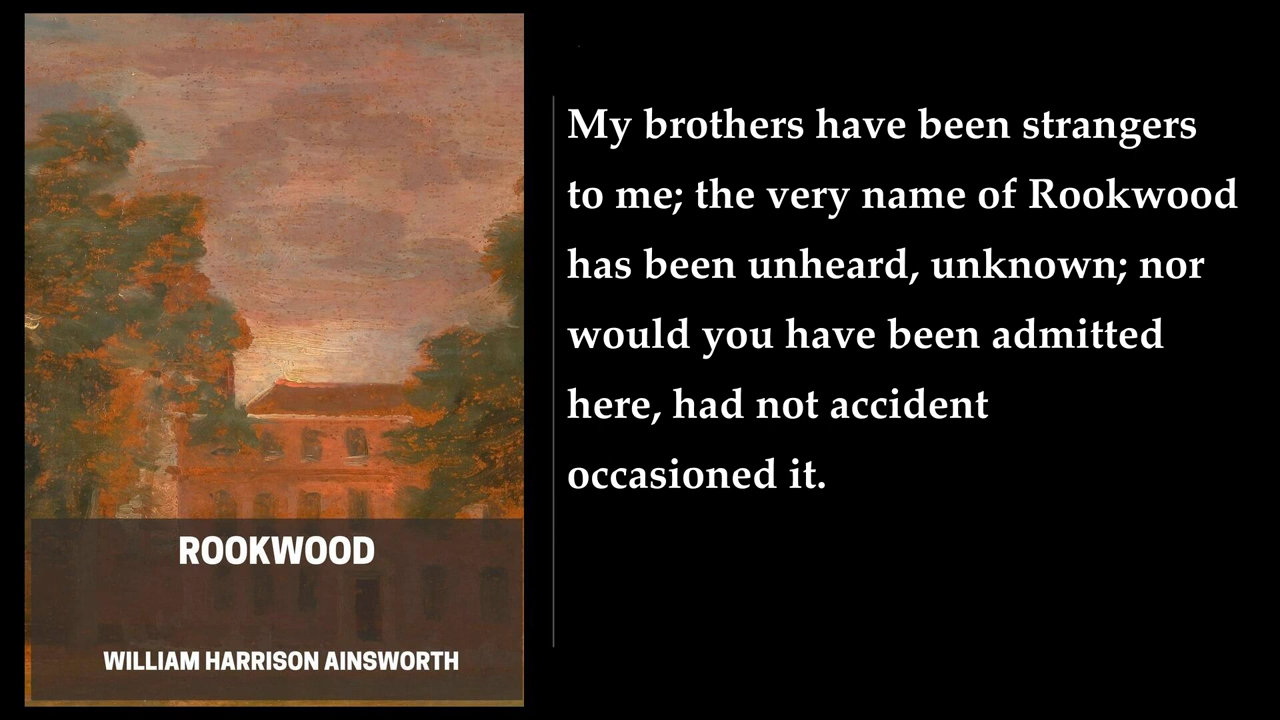 ROOKWOOD
WILLIAM HARRISON AINSWORTH
My brothers have been strangers
to me; the very name of Rookwood
has been unheard, unknown; nor
would you have been admitted
here, had not accident
occasioned it.